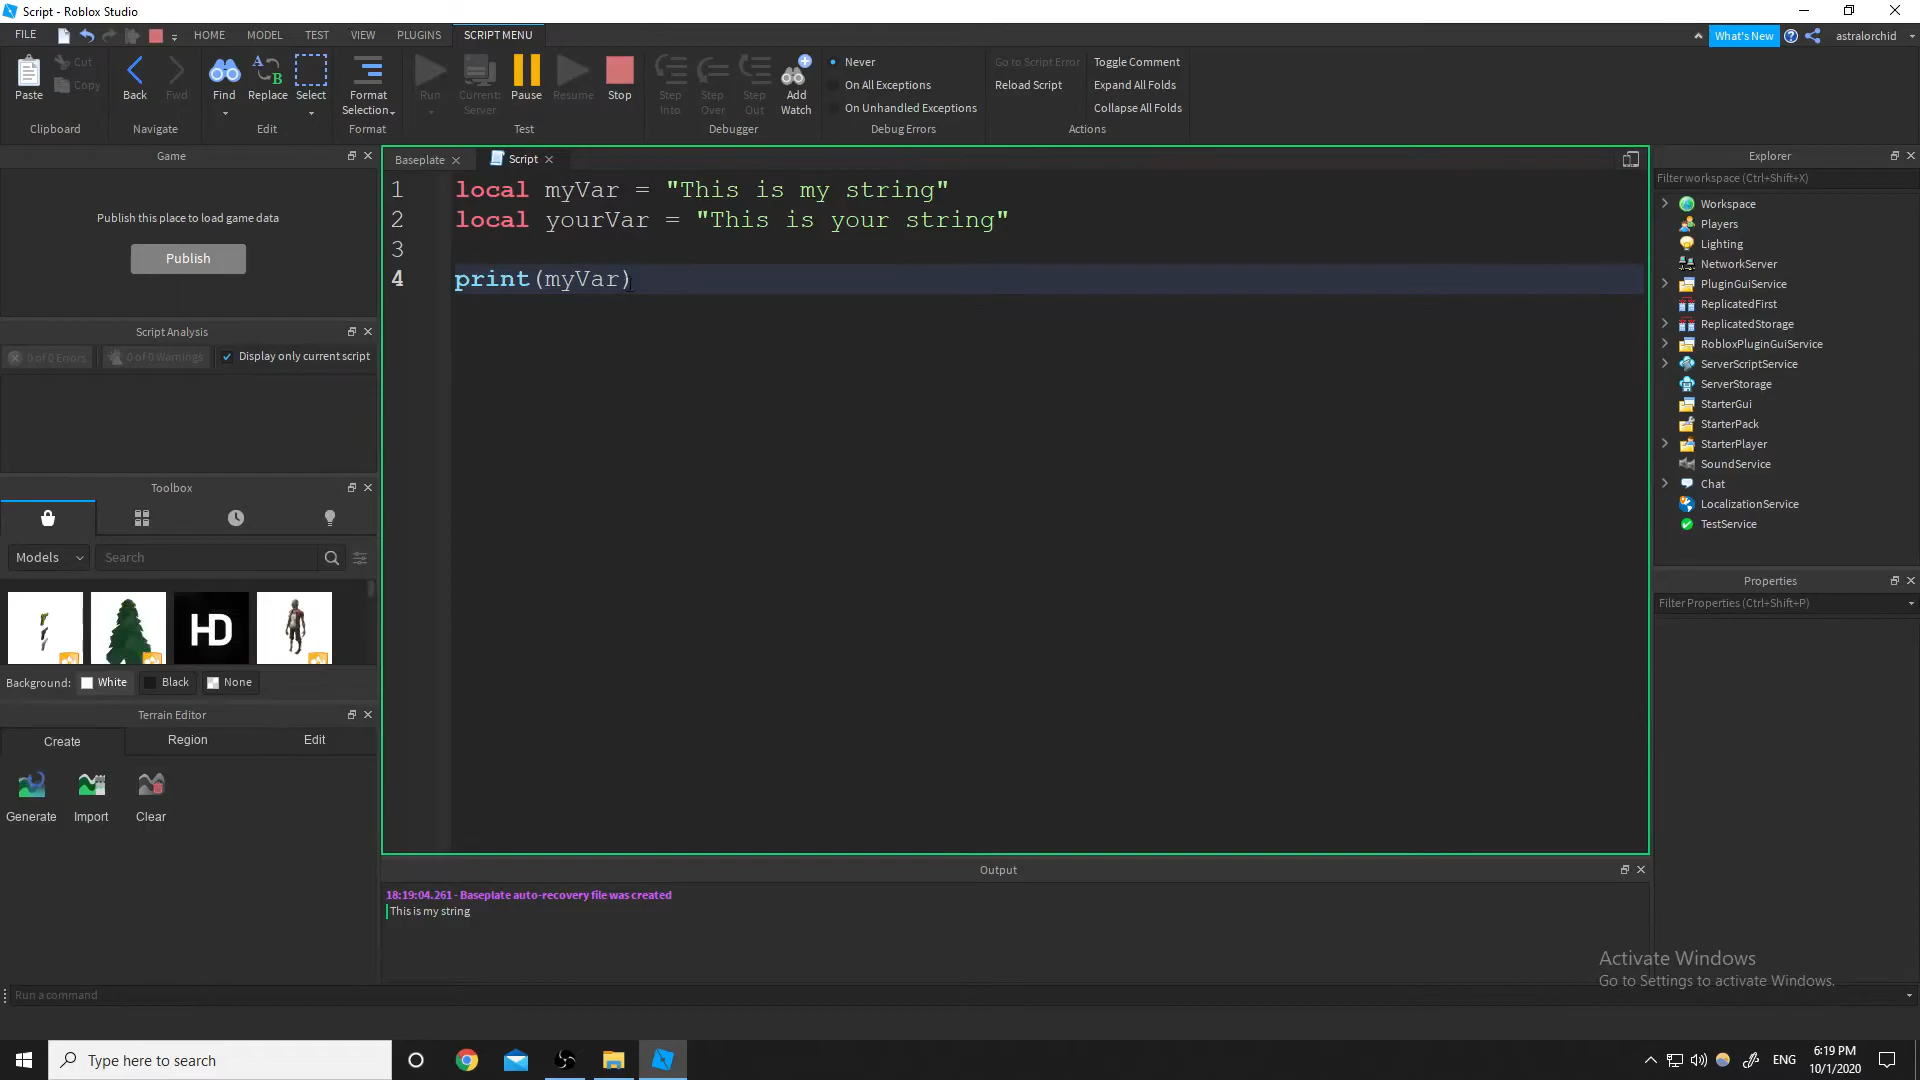 Script - Roblox Studio
FILE HOME MODEL TEST VIEW PLUGINS SCRIPT MENU What's New astralorchid
Paste Cut Copy
Clipboard
Back Fwd
Navigate
Find Replace Select
Edit
Format Selection
Format
Run Current: Server Pause Resume Stop
Test
Step Into Step Over Step Out Add Watch
Debugger
Never
On All Exceptions
On Unhandled Exceptions
Debug Errors
Go to Script Error Toggle Comment
Reload Script Expand All Folds
Collapse All Folds
Actions
Game
Publish this place to load game data
Publish
Script Analysis
0 of 0 Errors 0 of 0 Warnings Display only current script
Toolbox
Models Search
HD
Background: White Black None
Terrain Editor
Create Region Edit
Generate Import Clear
Baseplate Script
1 local myVar = "This is my string"
2 local yourVar = "This is your string"
3
4 print(myVar)
Output
18:19:04.261 - Baseplate auto-recovery file was created
This is my string
Run a command
Explorer
Filter workspace (Ctrl+Shift+X)
Workspace
Players
Lighting
NetworkServer
PluginGuiService
ReplicatedFirst
ReplicatedStorage
RobloxPluginGuiService
ServerScriptService
ServerStorage
StarterGui
StarterPack
StarterPlayer
SoundService
Chat
LocalizationService
TestService
Properties
Filter Properties (Ctrl+Shift+P)
Activate Windows
Go to Settings to activate Windows.
Type here to search
ENG
6:19 PM
10/1/2020